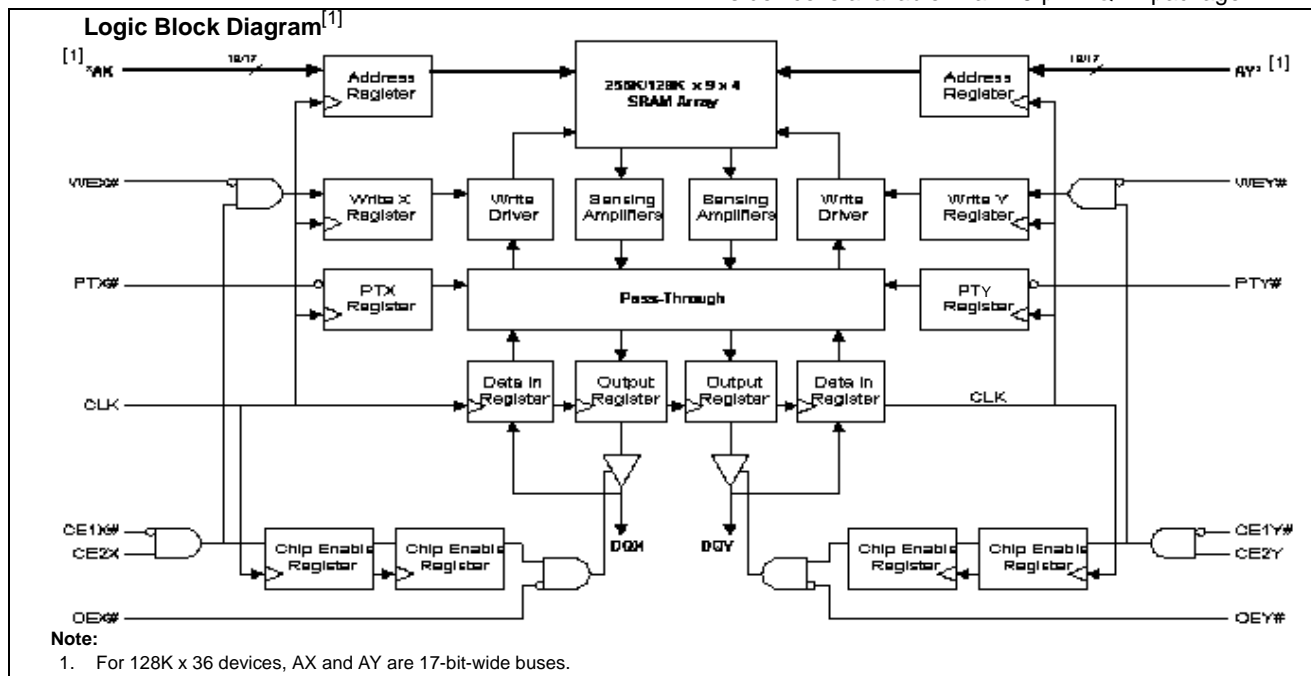 Logic Block Diagram[1]
[1] *AX
18/17
Address
Register
256K/128K x 9 x 4
SRAM Array
Address
Register
18/17
AY* [1]
WEX#
Write X
Register
Write
Driver
Sensing
Amplifiers
Sensing
Amplifiers
Write
Driver
Write Y
Register
WEY#
PTX#
PTX
Register
Pass-Through
PTY
Register
PTY#
CLK
Data In
Register
Output
Register
Output
Register
Data In
Register
CLK
CE1X#
CE2X
Chip Enable
Register
Chip Enable
Register
DQX
DQY
Chip Enable
Register
Chip Enable
Register
CE1Y#
CE2Y
OEX#
OEY#
Note:
1. For 128K x 36 devices, AX and AY are 17-bit-wide buses.